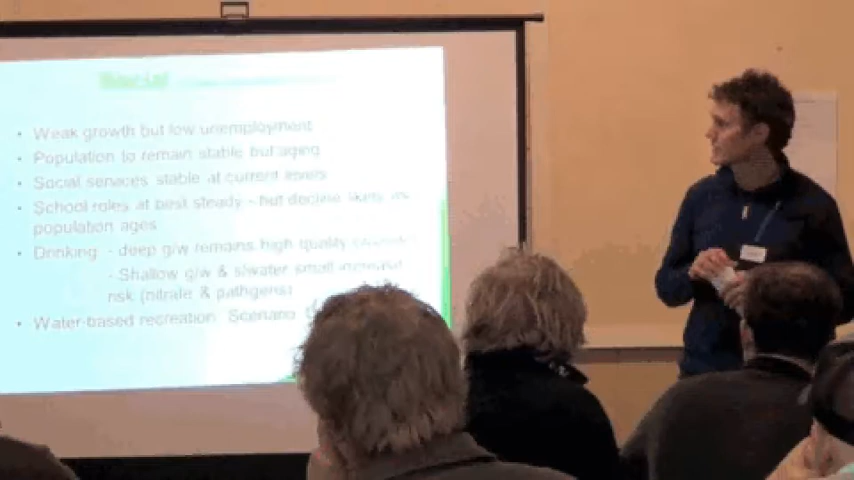 • Weak growth but low unemployment
• Population to remain stable but aging
• Social services stable at current levels
• School roles at best steady - but decline likely as
population ages
• Drinking - deep g/w remains high quality
- Shallow g/w & s/water small
risk (nitrate & pathgens)
• Water-based recreation Scenario